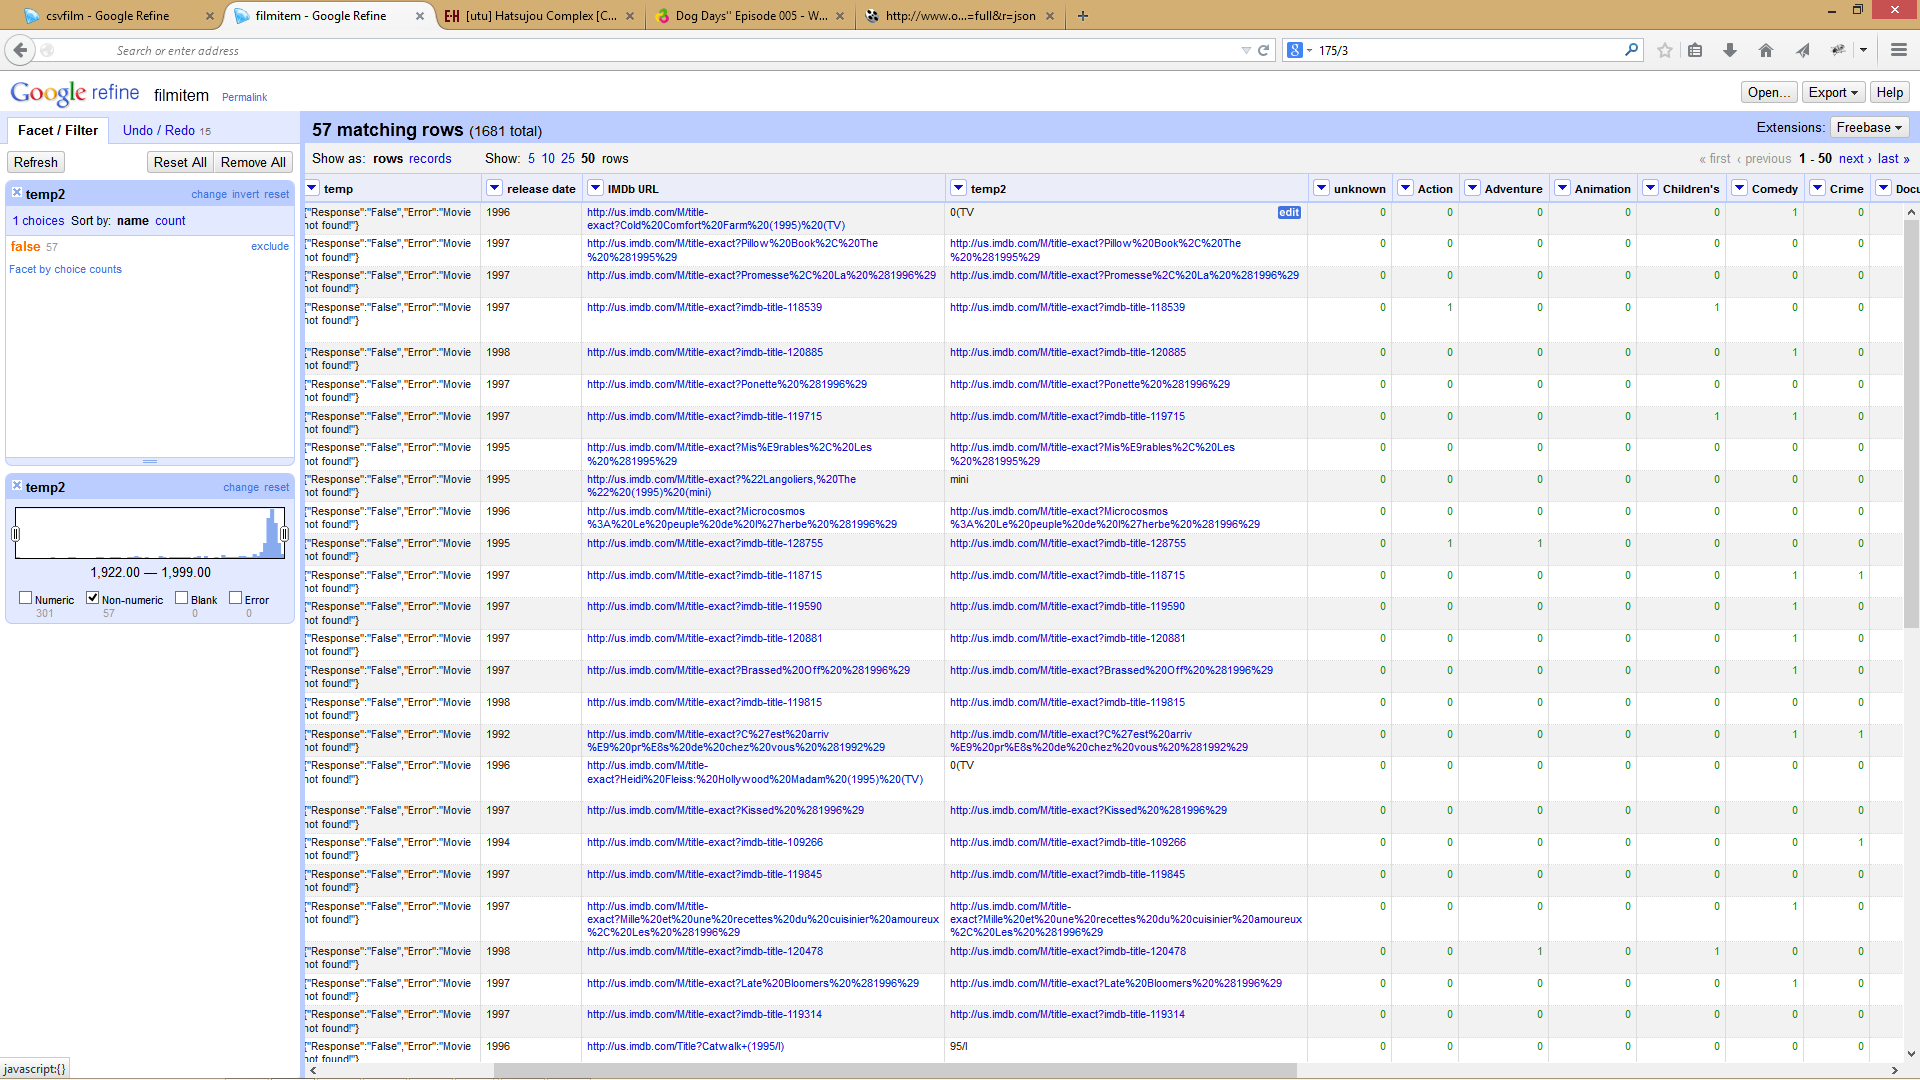 csvfilm - Google Refine
filmitem - Google Refine
[utu] Hatsujou Complex [C...
Dog Days'' Episode 005 - W...
http://www.o...=full&r=json
Search or enter address
175/3
Google refine filmitem Permalink
Open... Export Help
Facet / Filter Undo / Redo 15
57 matching rows (1681 total)
Extensions: Freebase
Refresh Reset All Remove All
Show as: rows records Show: 5 10 25 50 rows
« first ‹ previous 1 - 50 next › last »
temp2 change invert reset
1 choices Sort by: name count
false 57 exclude
Facet by choice counts
temp2 change reset
1,922.00 — 1,999.00
Numeric Non-numeric Blank Error
301 57 0 0
temp release date IMDb URL temp2 unknown Action Adventure Animation Children's Comedy Crime Docu
{"Response":"False","Error":"Movie 1996 http://us.imdb.com/M/title- 0(TV edit 0 0 0 0 0 1 0
not found!"} exact?Cold%20Comfort%20Farm%20(1995)%20(TV)
{"Response":"False","Error":"Movie 1997 http://us.imdb.com/M/title-exact?Pillow%20Book%2C%20The http://us.imdb.com/M/title-exact?Pillow%20Book%2C%20The 0 0 0 0 0 0 0
not found!"} %20%281995%29 %20%281995%29
{"Response":"False","Error":"Movie 1997 http://us.imdb.com/M/title-exact?Promesse%2C%20La%20%281996%29 http://us.imdb.com/M/title-exact?Promesse%2C%20La%20%281996%29 0 0 0 0 0 0 0
not found!"}
{"Response":"False","Error":"Movie 1997 http://us.imdb.com/M/title-exact?imdb-title-118539 http://us.imdb.com/M/title-exact?imdb-title-118539 0 1 0 0 1 0 0
not found!"}
{"Response":"False","Error":"Movie 1998 http://us.imdb.com/M/title-exact?imdb-title-120885 http://us.imdb.com/M/title-exact?imdb-title-120885 0 0 0 0 0 1 0
not found!"}
{"Response":"False","Error":"Movie 1997 http://us.imdb.com/M/title-exact?Ponette%20%281996%29 http://us.imdb.com/M/title-exact?Ponette%20%281996%29 0 0 0 0 0 0 0
not found!"}
{"Response":"False","Error":"Movie 1997 http://us.imdb.com/M/title-exact?imdb-title-119715 http://us.imdb.com/M/title-exact?imdb-title-119715 0 0 0 0 1 1 0
not found!"}
{"Response":"False","Error":"Movie 1995 http://us.imdb.com/M/title-exact?Mis%E9rables%2C%20Les http://us.imdb.com/M/title-exact?Mis%E9rables%2C%20Les 0 0 0 0 0 0 0
not found!"} %20%281995%29 %20%281995%29
{"Response":"False","Error":"Movie 1995 http://us.imdb.com/M/title-exact?%22Langoliers,%20The mini 0 0 0 0 0 0 0
not found!"} %22%20(1995)%20(mini)
{"Response":"False","Error":"Movie 1996 http://us.imdb.com/M/title-exact?Microcosmos http://us.imdb.com/M/title-exact?Microcosmos 0 0 0 0 0 0 0
not found!"} %3A%20Le%20peuple%20de%20l%27herbe%20%281996%29 %3A%20Le%20peuple%20de%20l%27herbe%20%281996%29
{"Response":"False","Error":"Movie 1995 http://us.imdb.com/M/title-exact?imdb-title-128755 http://us.imdb.com/M/title-exact?imdb-title-128755 0 1 1 0 0 0 0
not found!"}
{"Response":"False","Error":"Movie 1997 http://us.imdb.com/M/title-exact?imdb-title-118715 http://us.imdb.com/M/title-exact?imdb-title-118715 0 0 0 0 0 1 1
not found!"}
{"Response":"False","Error":"Movie 1997 http://us.imdb.com/M/title-exact?imdb-title-119590 http://us.imdb.com/M/title-exact?imdb-title-119590 0 0 0 0 0 1 0
not found!"}
{"Response":"False","Error":"Movie 1997 http://us.imdb.com/M/title-exact?imdb-title-120881 http://us.imdb.com/M/title-exact?imdb-title-120881 0 0 0 0 0 1 0
not found!"}
{"Response":"False","Error":"Movie 1997 http://us.imdb.com/M/title-exact?Brassed%20Off%20%281996%29 http://us.imdb.com/M/title-exact?Brassed%20Off%20%281996%29 0 0 0 0 0 1 0
not found!"}
{"Response":"False","Error":"Movie 1998 http://us.imdb.com/M/title-exact?imdb-title-119815 http://us.imdb.com/M/title-exact?imdb-title-119815 0 0 0 0 0 0 0
not found!"}
{"Response":"False","Error":"Movie 1992 http://us.imdb.com/M/title-exact?C%27est%20arriv http://us.imdb.com/M/title-exact?C%27est%20arriv 0 0 0 0 0 1 1
not found!"} %E9%20pr%E8s%20de%20chez%20vous%20%281992%29 %E9%20pr%E8s%20de%20chez%20vous%20%281992%29
{"Response":"False","Error":"Movie 1996 http://us.imdb.com/M/title- 0(TV 0 0 0 0 0 0 0
not found!"} exact?Heidi%20Fleiss:%20Hollywood%20Madam%20(1995)%20(TV)
{"Response":"False","Error":"Movie 1997 http://us.imdb.com/M/title-exact?Kissed%20%281996%29 http://us.imdb.com/M/title-exact?Kissed%20%281996%29 0 0 0 0 0 0 0
not found!"}
{"Response":"False","Error":"Movie 1994 http://us.imdb.com/M/title-exact?imdb-title-109266 http://us.imdb.com/M/title-exact?imdb-title-109266 0 0 0 0 0 0 1
not found!"}
{"Response":"False","Error":"Movie 1997 http://us.imdb.com/M/title-exact?imdb-title-119845 http://us.imdb.com/M/title-exact?imdb-title-119845 0 0 0 0 0 0 0
not found!"}
{"Response":"False","Error":"Movie 1997 http://us.imdb.com/M/title- http://us.imdb.com/M/title- 0 0 0 0 0 1 0
not found!"} exact?Mille%20et%20une%20recettes%20du%20cuisinier%20amoureux exact?Mille%20et%20une%20recettes%20du%20cuisinier%20amoureux
%2C%20Les%20%281996%29 %2C%20Les%20%281996%29
{"Response":"False","Error":"Movie 1998 http://us.imdb.com/M/title-exact?imdb-title-120478 http://us.imdb.com/M/title-exact?imdb-title-120478 0 0 1 0 1 0 0
not found!"}
{"Response":"False","Error":"Movie 1997 http://us.imdb.com/M/title-exact?Late%20Bloomers%20%281996%29 http://us.imdb.com/M/title-exact?Late%20Bloomers%20%281996%29 0 0 0 0 0 1 0
not found!"}
{"Response":"False","Error":"Movie 1997 http://us.imdb.com/M/title-exact?imdb-title-119314 http://us.imdb.com/M/title-exact?imdb-title-119314 0 0 0 0 0 0 0
not found!"}
{"Response":"False","Error":"Movie 1996 http://us.imdb.com/Title?Catwalk+(1995/I) 95/I 0 0 0 0 0 0 0
not found!"}
javascript:{}